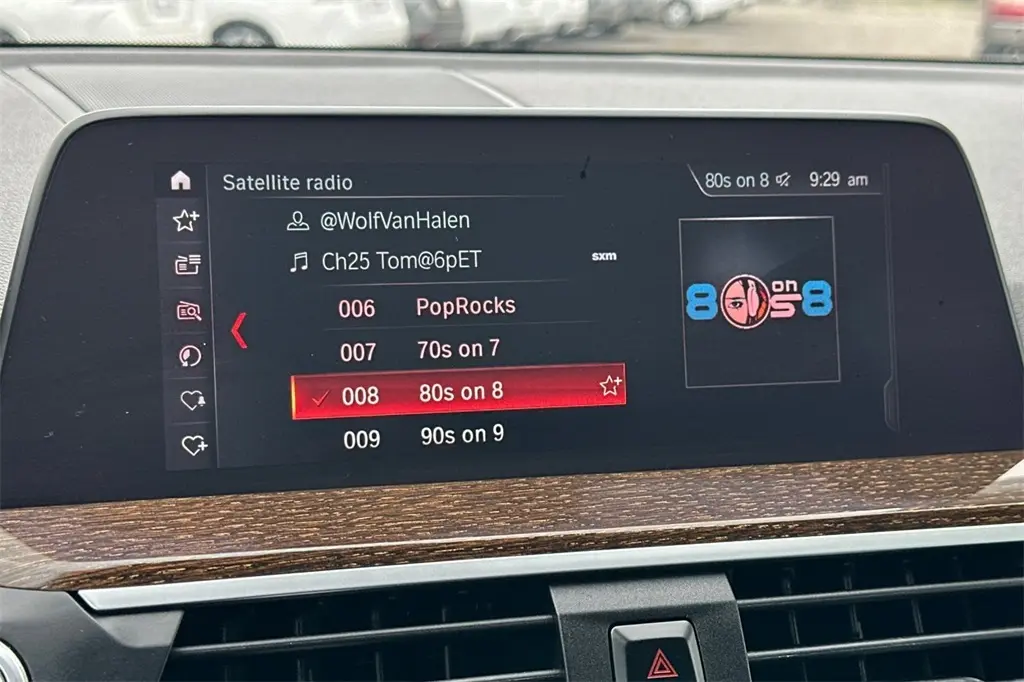 Satellite radio
80s on 8 9:29 am
@WolfVanHalen
Ch25 Tom@6pET
sxm
006 PopRocks
007 70s on 7
008 80s on 8
009 90s on 9
80s on 8